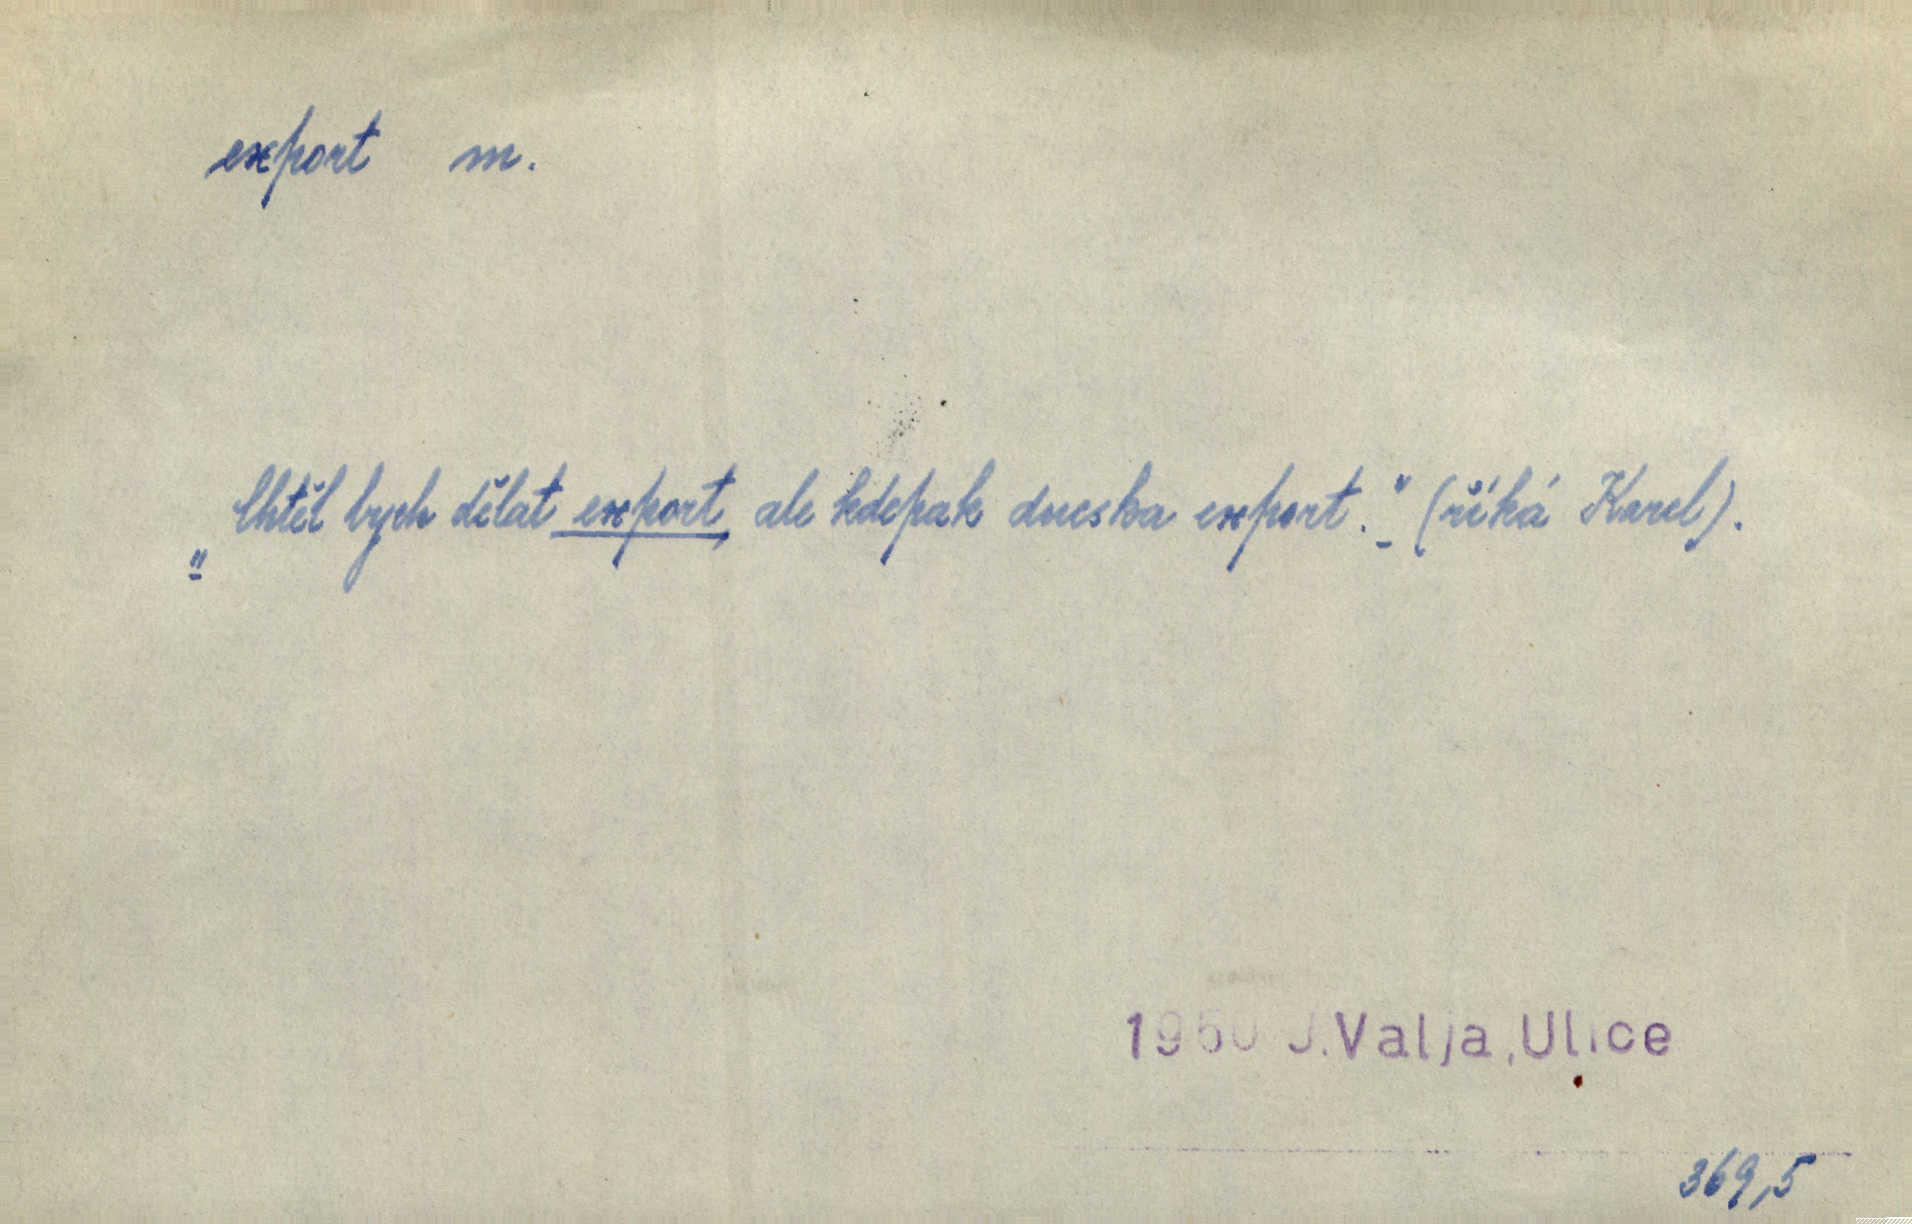 export m.
„Chtěl bych dělat export, ale kdepak dneska export." (říká Karel).
1950 J.Valja,Ulice
369,5